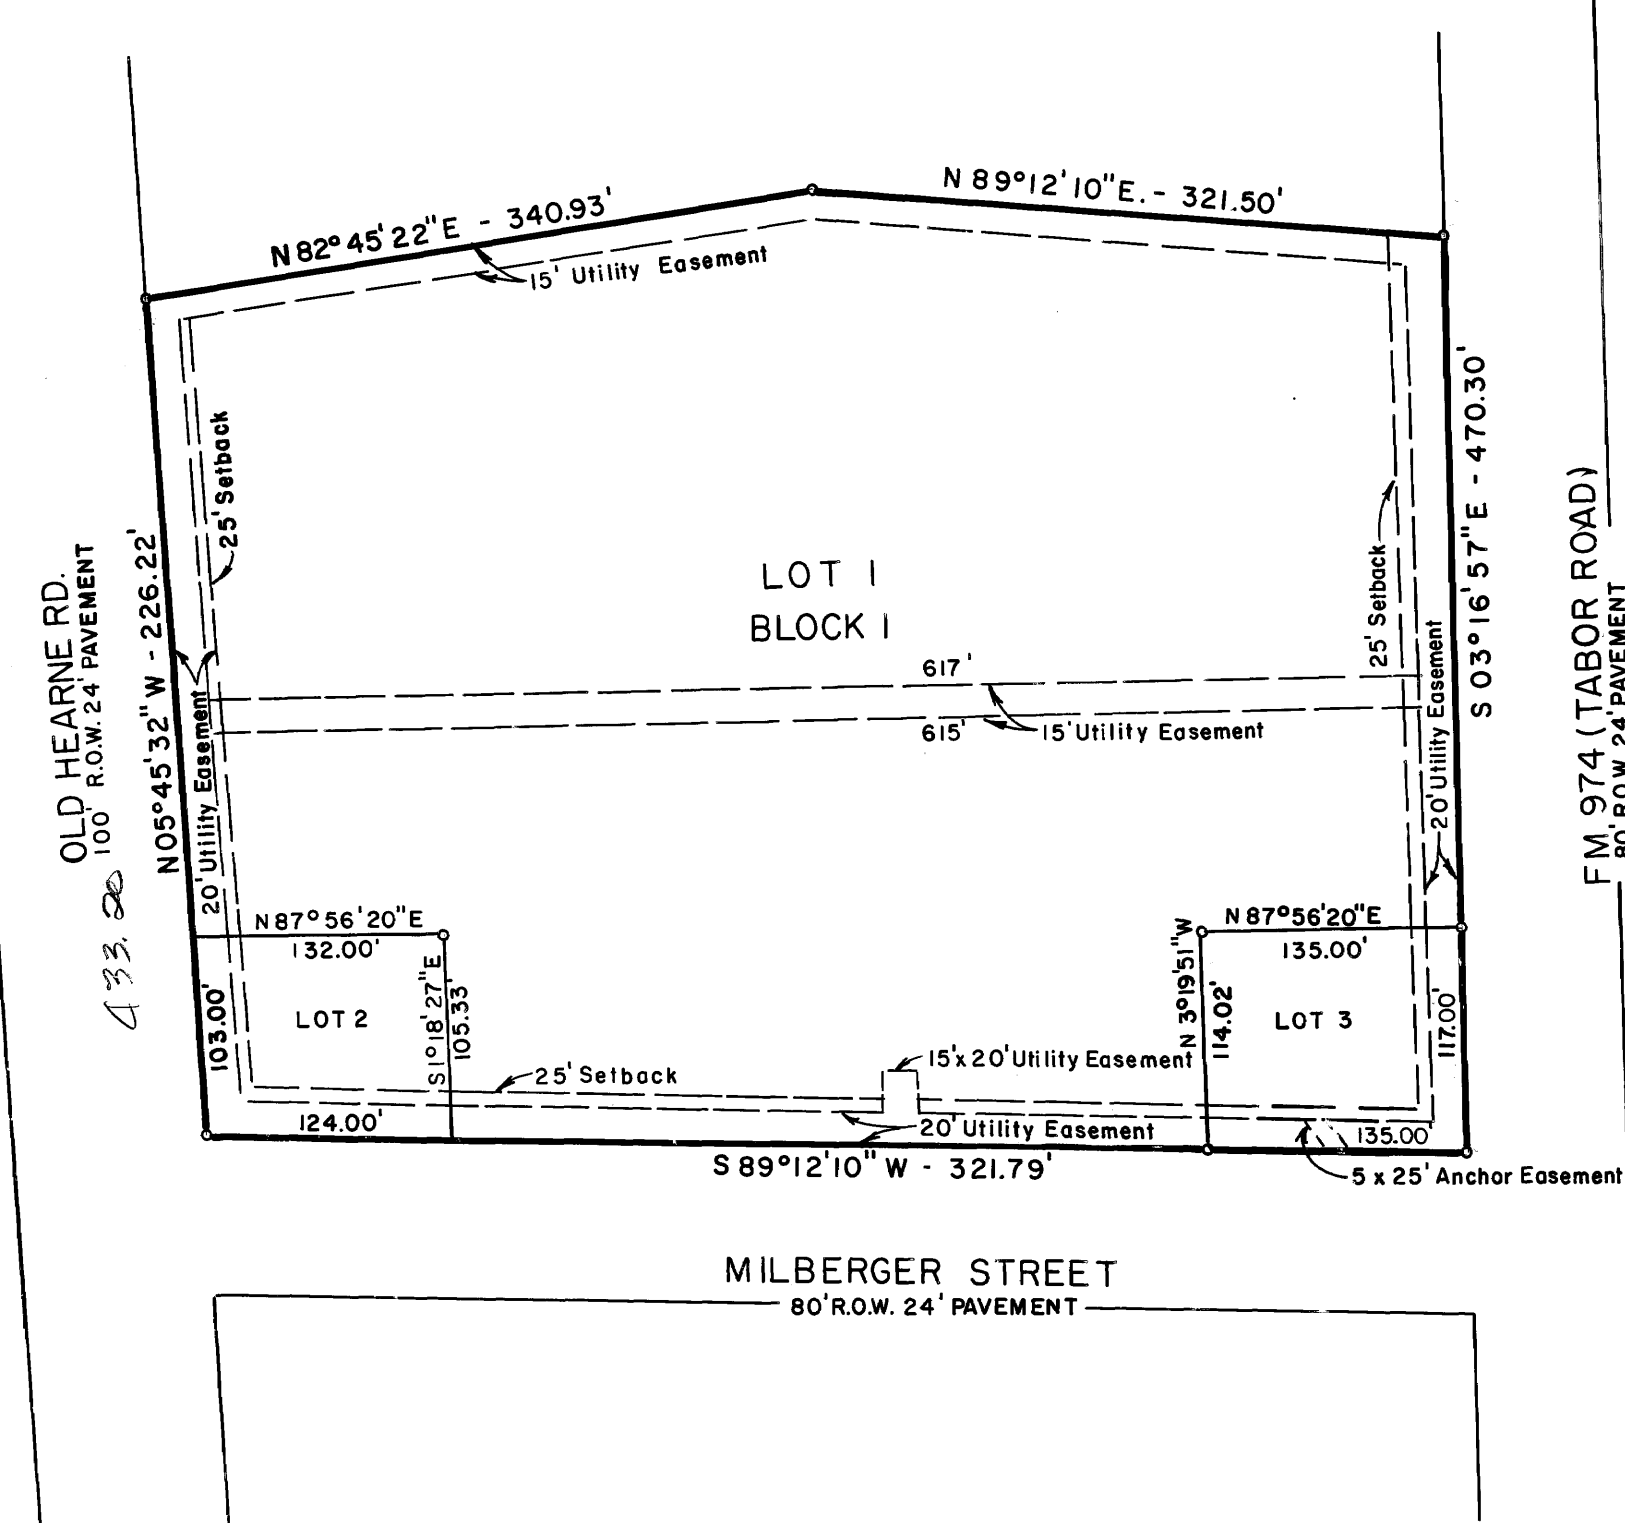 N 82°45'22"E - 340.93'
N 89°12'10"E. - 321.50'
15' Utility Easement
25' Setback
N05°45'32"W - 226.22'
OLD HEARNE RD.
100' R.O.W. 24' PAVEMENT
433.20
20' Utility Easement
LOT 1
BLOCK 1
617'
615'
15' Utility Easement
25' Setback
20' Utility Easement
S 03°16'57"E - 470.30'
FM 974 (TABOR ROAD)
80' R.O.W. 24' PAVEMENT
N 87°56'20"E
132.00'
LOT 2
103.00'
S 1°18'27"E
105.33'
124.00'
25' Setback
15'x 20' Utility Easement
20' Utility Easement
N 87°56'20"E
135.00'
N 3°19'51"W
114.02'
LOT 3
117.00'
135.00'
5 x 25' Anchor Easement
S 89°12'10" W - 321.79'
MILBERGER STREET
80' R.O.W. 24' PAVEMENT